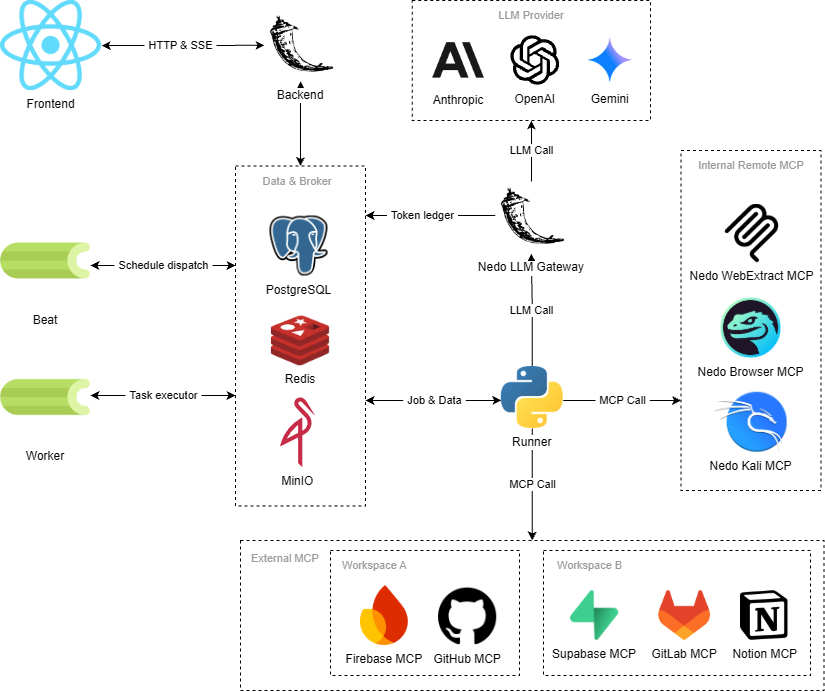 LLM Provider
Anthropic
OpenAI
Gemini
HTTP & SSE
Frontend
Backend
LLM Call
Data & Broker
Token ledger
Nedo LLM Gateway
Internal Remote MCP
Nedo WebExtract MCP
Nedo Browser MCP
Nedo Kali MCP
Schedule dispatch
PostgreSQL
Beat
LLM Call
Redis
Task executor
Job & Data
MCP Call
Runner
Worker
MinIO
MCP Call
External MCP
Workspace A
Firebase MCP
GitHub MCP
Workspace B
Supabase MCP
GitLab MCP
Notion MCP